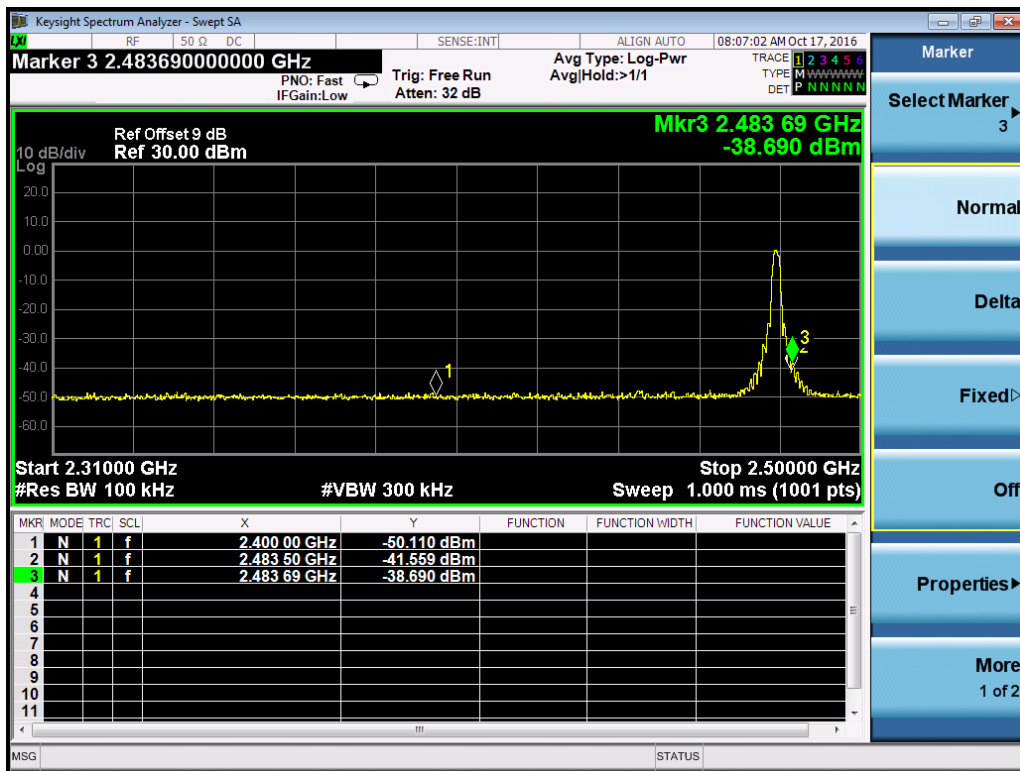 Keysight Spectrum Analyzer - Swept SA
LXI RF 50 Ω DC SENSE:INT ALIGN AUTO 08:07:02 AM Oct 17, 2016
Marker 3 2.483690000000 GHz
PNO: Fast
IFGain:Low
Trig: Free Run
Atten: 32 dB
Avg Type: Log-Pwr
Avg|Hold:>1/1
TRACE 1 2 3 4 5 6
TYPE M W W W W W
DET P N N N N N
Mkr3 2.483 69 GHz
-38.690 dBm
Ref Offset 9 dB
Ref 30.00 dBm
10 dB/div
Log
20.0
10.0
0.00
-10.0
-20.0
-30.0
-40.0
-50.0
-60.0
1
3
2
Start 2.31000 GHz
Stop 2.50000 GHz
#Res BW 100 kHz
#VBW 300 kHz
Sweep 1.000 ms (1001 pts)
MKR MODE TRC SCL X Y FUNCTION FUNCTION WIDTH FUNCTION VALUE
1 N 1 f 2.400 00 GHz -50.110 dBm
2 N 1 f 2.483 50 GHz -41.559 dBm
3 N 1 f 2.483 69 GHz -38.690 dBm
4
5
6
7
8
9
10
11
MSG
STATUS
Marker
Select Marker
3
Normal
Delta
Fixed
Off
Properties
More
1 of 2